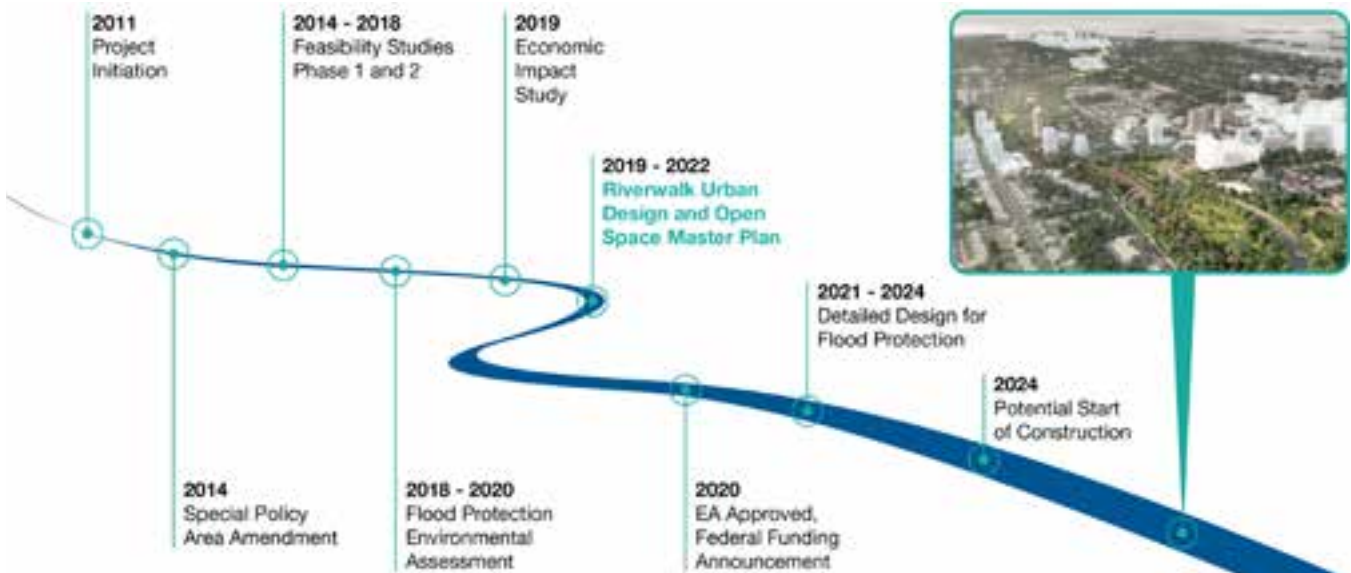 2011
Project
Initiation
2014 - 2018
Feasibility Studies
Phase 1 and 2
2019
Economic
Impact
Study
2019 - 2022
Riverwalk Urban
Design and Open
Space Master Plan
2021 - 2024
Detailed Design for
Flood Protection
2024
Potential Start
of Construction
2014
Special Policy
Area Amendment
2018 - 2020
Flood Protection
Environmental
Assessment
2020
EA Approved,
Federal Funding
Announcement